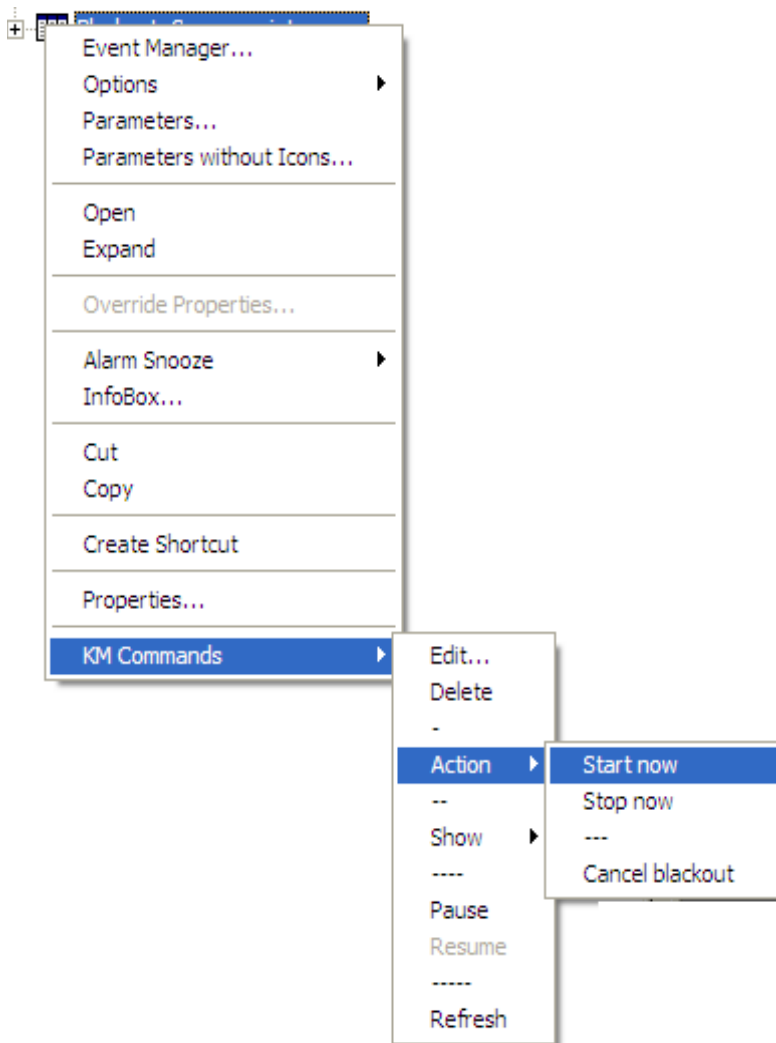 Event Manager...
Options
Parameters...
Parameters without Icons...
Open
Expand
Override Properties...
Alarm Snooze
InfoBox...
Cut
Copy
Create Shortcut
Properties...
KM Commands
Edit...
Delete
-
Action
Start now
--
Stop now
Show
---
----
Cancel blackout
Pause
Resume
-----
Refresh